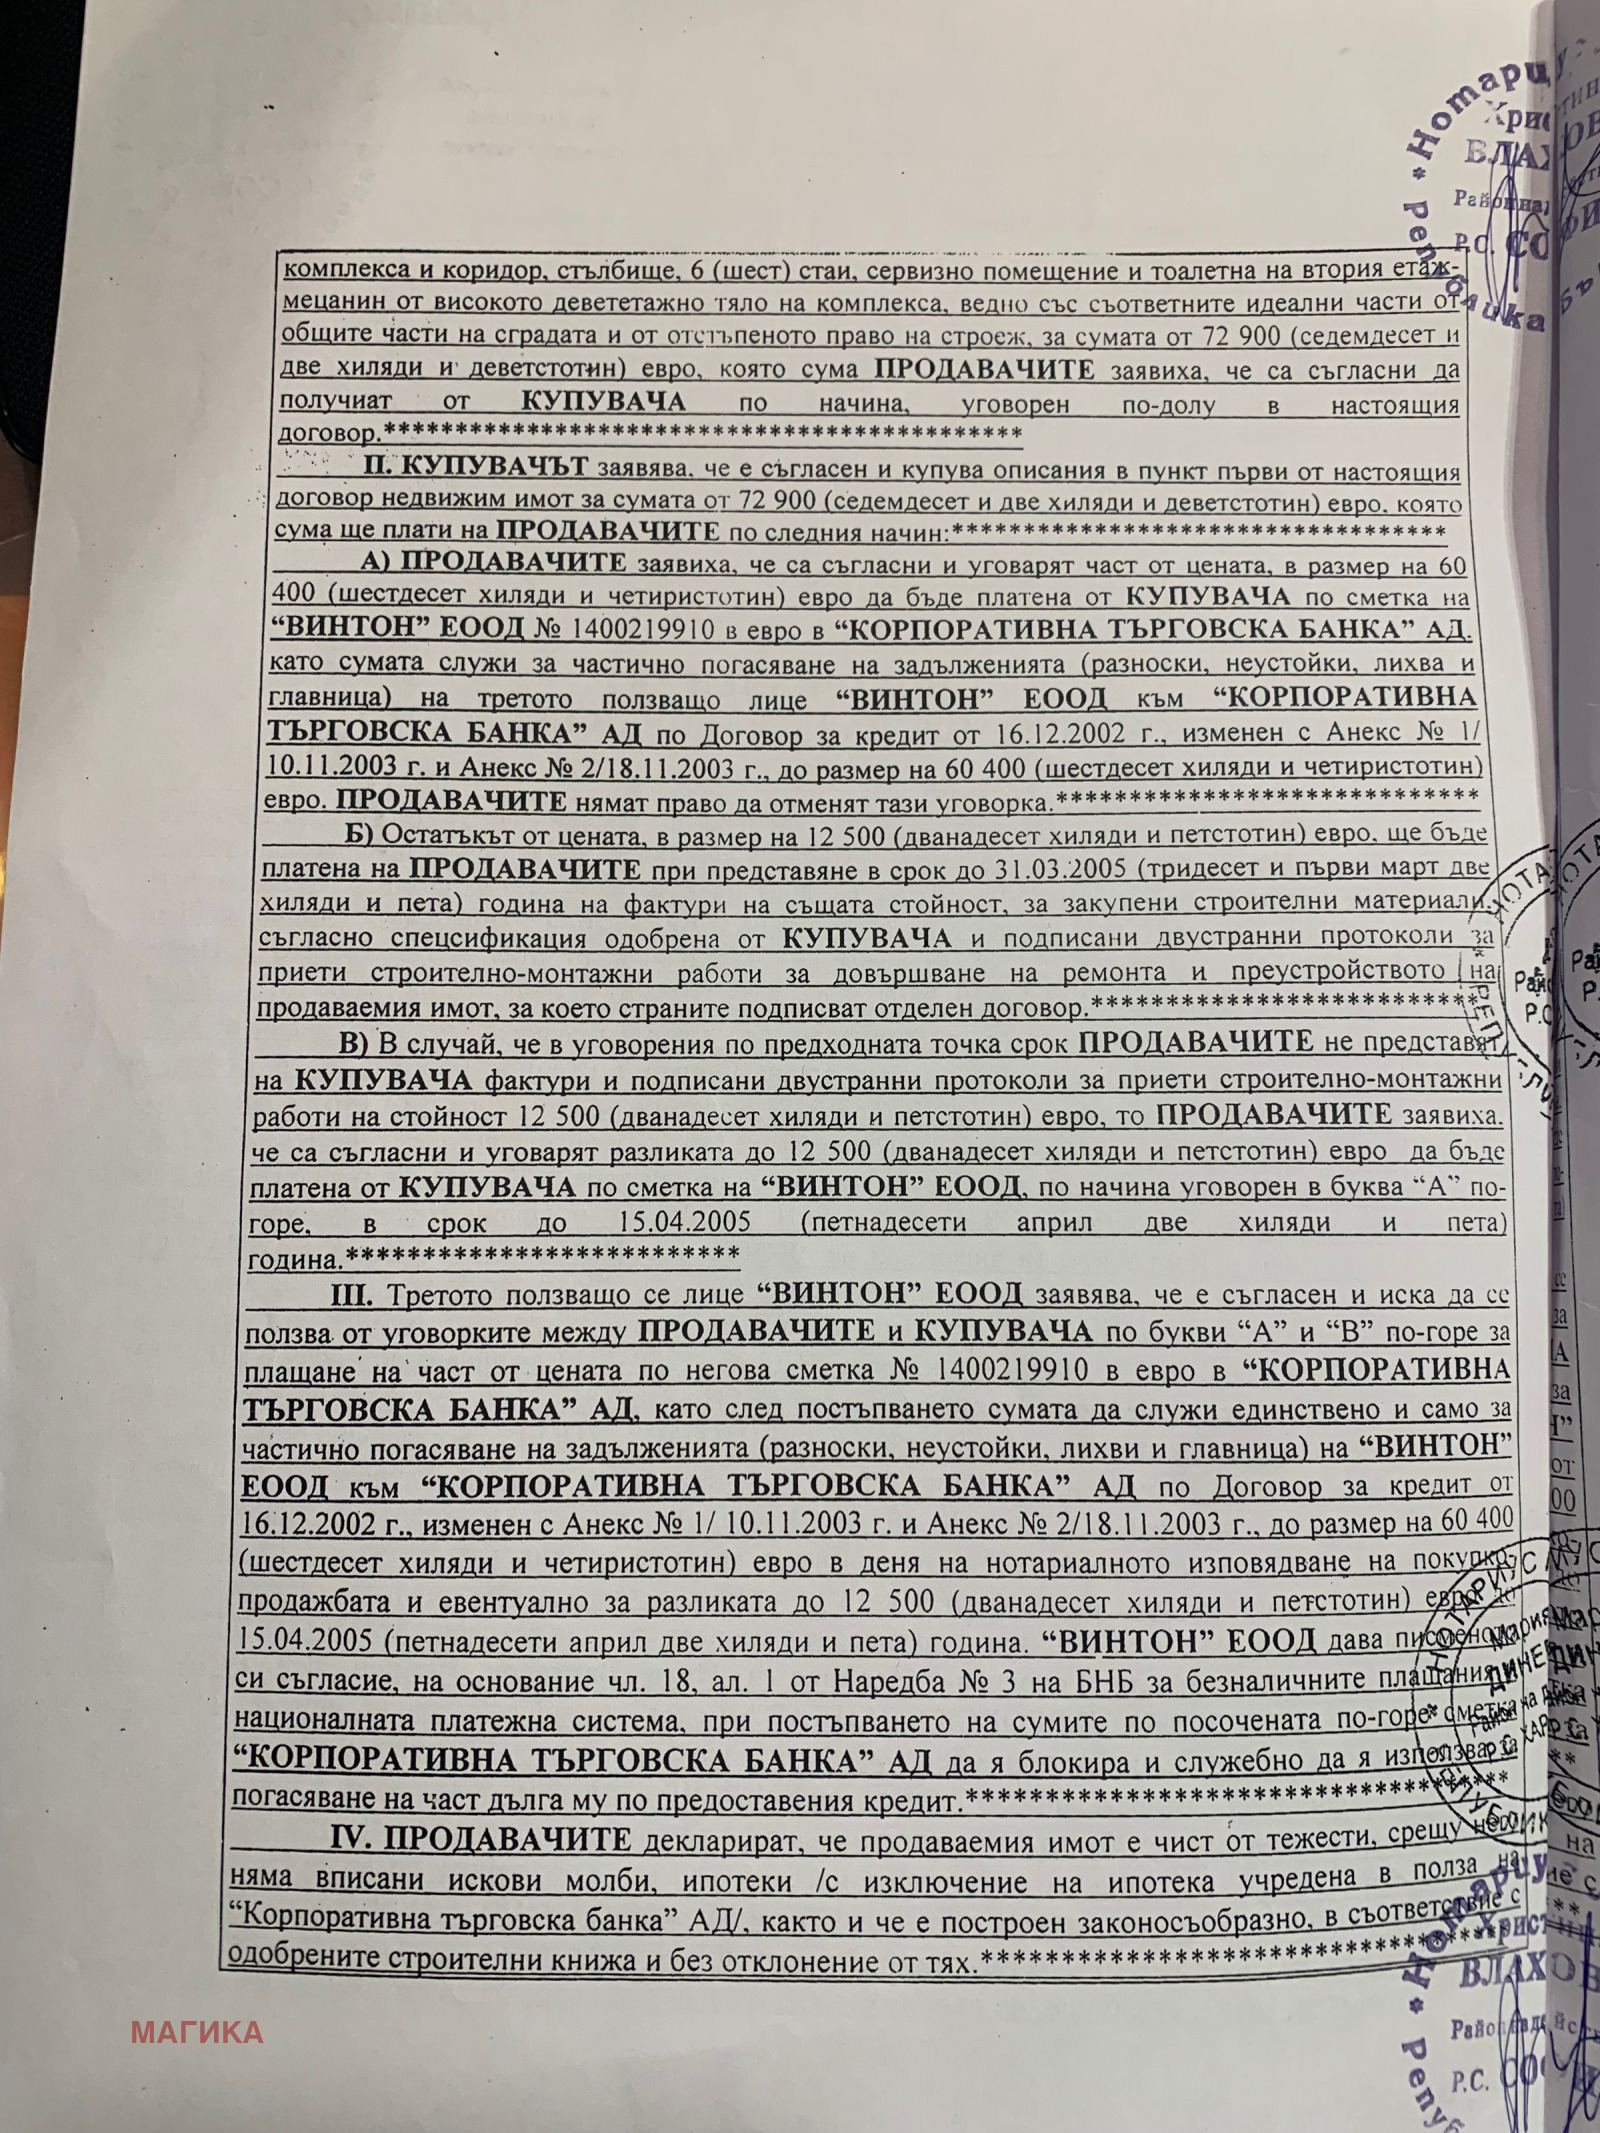 комплекса и коридор, стълбище, 6 (шест) стаи, сервизно помещение и тоалетна на втория етаж-
мецанин от високото девететажно тяло на комплекса, ведно със съответните идеални части от
общите части на сградата и от отстъпеното право на строеж, за сумата от 72 900 (седемдесет и
две хиляди и деветстотин) евро, която сума ПРОДАВАЧИТЕ заявиха, че са съгласни да
получиат от КУПУВАЧА по начина, уговорен по-долу в настоящия
договор.*********************************************
П. КУПУВАЧЪТ заявява, че е съгласен и купува описания в пункт първи от настоящия
договор недвижим имот за сумата от 72 900 (седемдесет и две хиляди и деветстотин) евро, която
сума ще плати на ПРОДАВАЧИТЕ по следния начин:***********************************
А) ПРОДАВАЧИТЕ заявиха, че са съгласни и уговарят част от цената, в размер на 60
400 (шестдесет хиляди и четиристотин) евро да бъде платена от КУПУВАЧА по сметка на
“ВИНТОН” ЕООД № 1400219910 в евро в “КОРПОРАТИВНА ТЪРГОВСКА БАНКА” АД,
като сумата служи за частично погасяване на задълженията (разноски, неустойки, лихва и
главница) на третото ползващо лице “ВИНТОН” ЕООД към “КОРПОРАТИВНА
ТЪРГОВСКА БАНКА” АД по Договор за кредит от 16.12.2002 г., изменен с Анекс № 1/
10.11.2003 г. и Анекс № 2/18.11.2003 г., до размер на 60 400 (шестдесет хиляди и четиристотин)
евро. ПРОДАВАЧИТЕ нямат право да отменят тази уговорка.*****************************
Б) Остатъкът от цената, в размер на 12 500 (дванадесет хиляди и петстотин) евро, ще бъде
платена на ПРОДАВАЧИТЕ при представяне в срок до 31.03.2005 (тридесет и първи март две
хиляди и пета) година на фактури на същата стойност, за закупени строителни материали,
съгласно спецсификация одобрена от КУПУВАЧА и подписани двустранни протоколи за
приети строително-монтажни работи за довършване на ремонта и преустройството на
продаваемия имот, за което страните подписват отделен договор.**************************
В) В случай, че в уговорения по предходната точка срок ПРОДАВАЧИТЕ не представят
на КУПУВАЧА фактури и подписани двустранни протоколи за приети строително-монтажни
работи на стойност 12 500 (дванадесет хиляди и петстотин) евро, то ПРОДАВАЧИТЕ заявиха,
че са съгласни и уговарят разликата до 12 500 (дванадесет хиляди и петстотин) евро да бъде
платена от КУПУВАЧА по сметка на “ВИНТОН” ЕООД, по начина уговорен в буква “А” по-
горе, в срок до 15.04.2005 (петнадесети април две хиляди и пета)
година.**************************
III. Третото ползващо се лице “ВИНТОН” ЕООД заявява, че е съгласен и иска да се
ползва от уговорките между ПРОДАВАЧИТЕ и КУПУВАЧА по букви “А” и “В” по-горе за
плащане на част от цената по негова сметка № 1400219910 в евро в “КОРПОРАТИВНА
ТЪРГОВСКА БАНКА” АД, като след постъпването сумата да служи единствено и само за
частично погасяване на задълженията (разноски, неустойки, лихви и главница) на “ВИНТОН”
ЕООД към “КОРПОРАТИВНА ТЪРГОВСКА БАНКА” АД по Договор за кредит от
16.12.2002 г., изменен с Анекс № 1/ 10.11.2003 г. и Анекс № 2/18.11.2003 г., до размер на 60 400
(шестдесет хиляди и четиристотин) евро в деня на нотариалното изповядване на покупко-
продажбата и евентуално за разликата до 12 500 (дванадесет хиляди и петстотин) евро до
15.04.2005 (петнадесети април две хиляди и пета) година. “ВИНТОН” ЕООД дава писменото
си съгласие, на основание чл. 18, ал. 1 от Наредба № 3 на БНБ за безналичните плащания и
националната платежна система, при постъпването на сумите по посочената по-горе сметка
“КОРПОРАТИВНА ТЪРГОВСКА БАНКА” АД да я блокира и служебно да я използва за
погасяване на част дълга му по предоставения кредит.*************************************
IV. ПРОДАВАЧИТЕ декларират, че продаваемия имот е чист от тежести, срещу него
няма вписани искови молби, ипотеки /с изключение на ипотека учредена в полза на
“Корпоративна търговска банка” АД/, както и че е построен законосъобразно, в съответствие с
одобрените строителни книжа и без отклонение от тях.************************************
МАГИКА